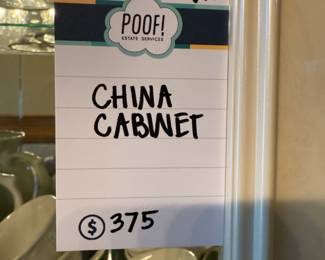 POOF!
ESTATE SERVICES
CHINA
CABINET
$ 375